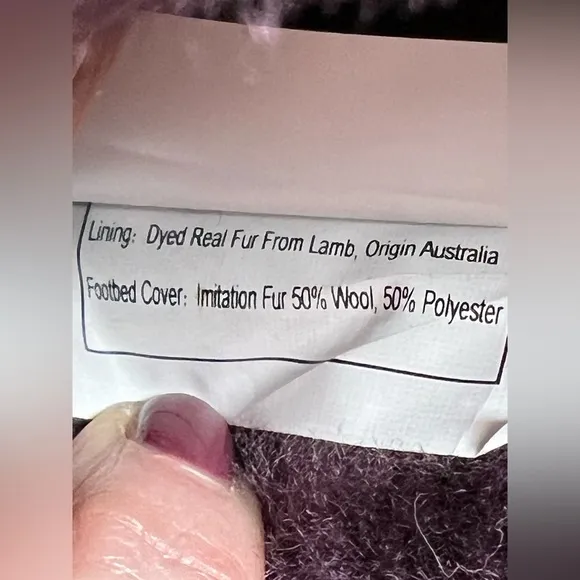 Lining: Dyed Real Fur From Lamb, Origin Australia
Footbed Cover: Imitation Fur 50% Wool, 50% Polyester